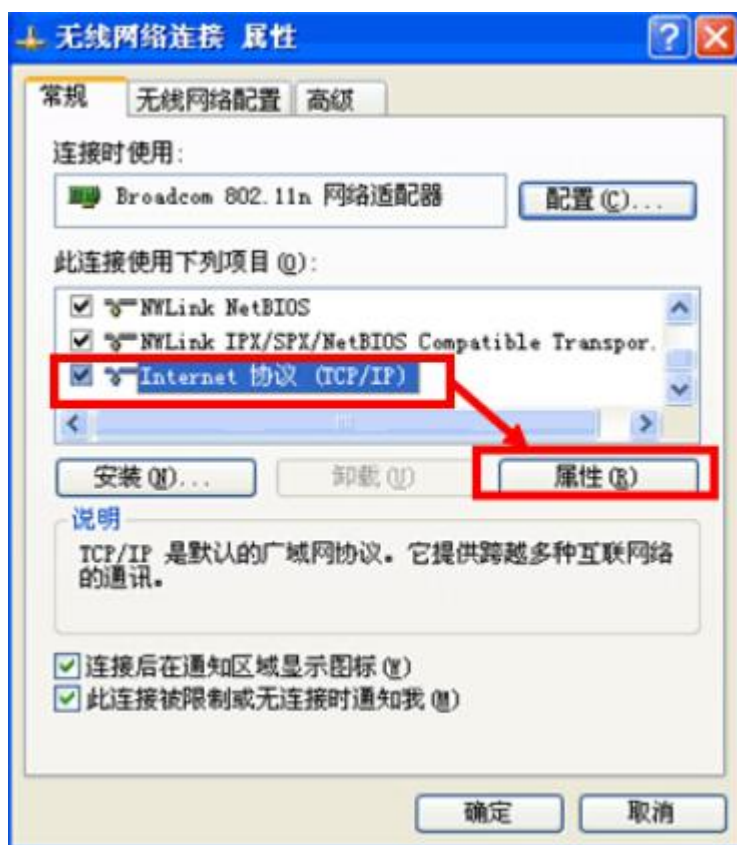 无线网络连接 属性
常规 无线网络配置 高级
连接时使用:
Broadcom 802.11n 网络适配器 配置(C)...
此连接使用下列项目(O):
NWLink NetBIOS
NWLink IPX/SPX/NetBIOS Compatible Transpor.
Internet 协议 (TCP/IP)
安装(N)... 卸载(U) 属性(R)
说明
TCP/IP 是默认的广域网协议。它提供跨越多种互联网络
的通讯。
连接后在通知区域显示图标(W)
此连接被限制或无连接时通知我(M)
确定 取消